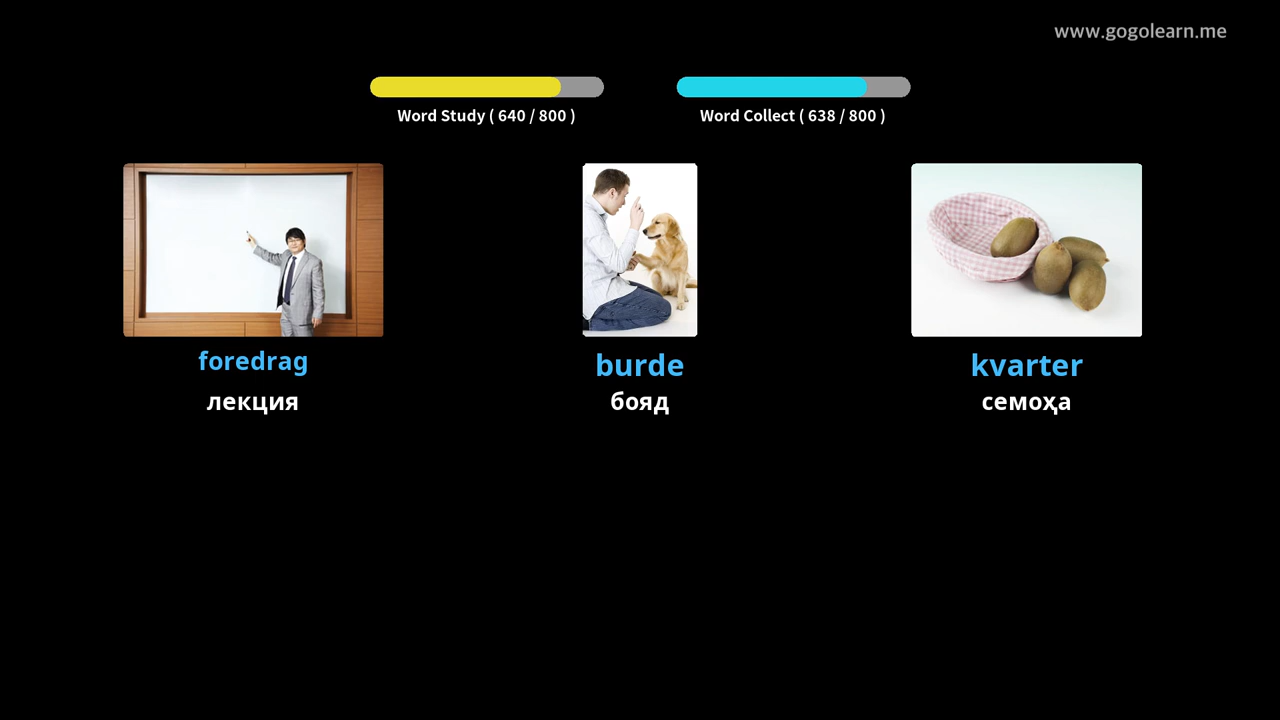 www.gogolearn.me
Word Study ( 640 / 800 )
Word Collect ( 638 / 800 )
foredrag
лекция
burde
бояд
kvarter
семоҳа